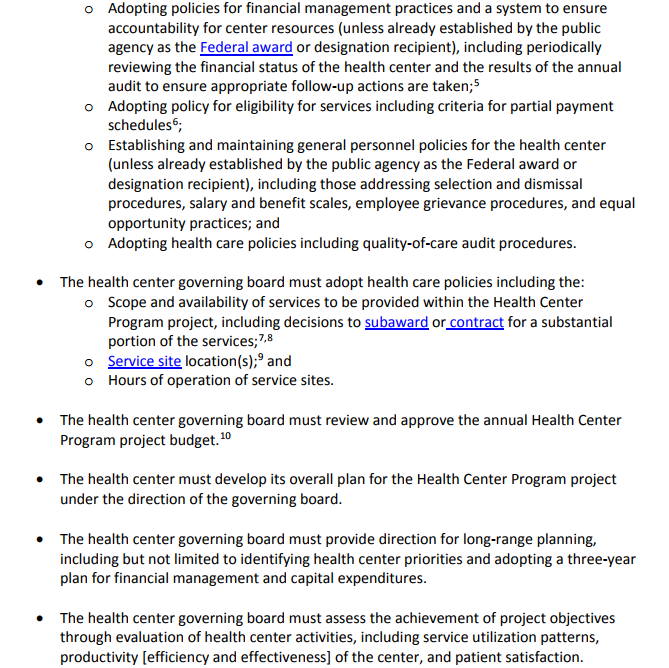 o Adopting policies for financial management practices and a system to ensure
accountability for center resources (unless already established by the public
agency as the Federal award or designation recipient), including periodically
reviewing the financial status of the health center and the results of the annual
audit to ensure appropriate follow-up actions are taken;5
o Adopting policy for eligibility for services including criteria for partial payment
schedules6;
o Establishing and maintaining general personnel policies for the health center
(unless already established by the public agency as the Federal award or
designation recipient), including those addressing selection and dismissal
procedures, salary and benefit scales, employee grievance procedures, and equal
opportunity practices; and
o Adopting health care policies including quality-of-care audit procedures.
• The health center governing board must adopt health care policies including the:
o Scope and availability of services to be provided within the Health Center
Program project, including decisions to subaward or contract for a substantial
portion of the services;7,8
o Service site location(s);9 and
o Hours of operation of service sites.
• The health center governing board must review and approve the annual Health Center
Program project budget.10
• The health center must develop its overall plan for the Health Center Program project
under the direction of the governing board.
• The health center governing board must provide direction for long-range planning,
including but not limited to identifying health center priorities and adopting a three-year
plan for financial management and capital expenditures.
• The health center governing board must assess the achievement of project objectives
through evaluation of health center activities, including service utilization patterns,
productivity [efficiency and effectiveness] of the center, and patient satisfaction.